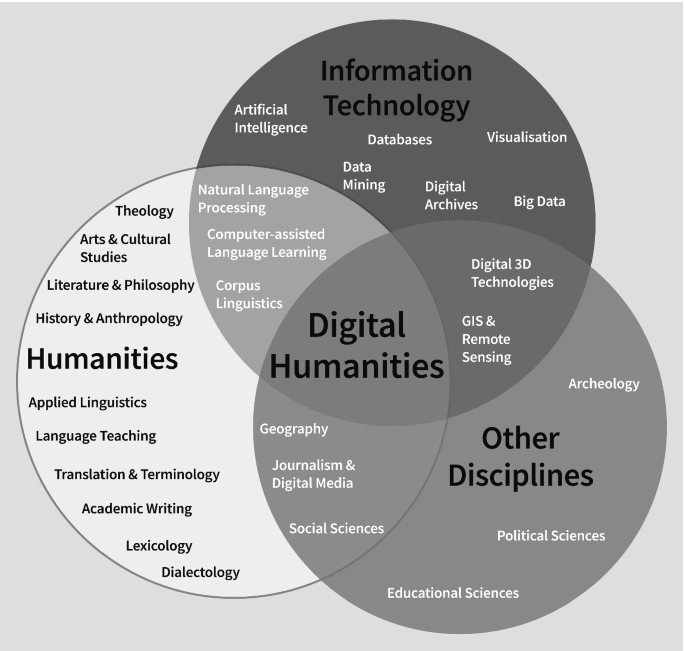 Information
Technology
Artificial
Intelligence
Databases
Visualisation
Data
Mining
Digital
Archives
Big Data
Natural Language
Processing
Computer-assisted
Language Learning
Corpus
Linguistics
Theology
Arts & Cultural
Studies
Literature & Philosophy
History & Anthropology
Humanities
Applied Linguistics
Language Teaching
Translation & Terminology
Academic Writing
Lexicology
Dialectology
Digital
Humanities
Digital 3D
Technologies
GIS &
Remote
Sensing
Geography
Journalism &
Digital Media
Social Sciences
Archeology
Other
Disciplines
Political Sciences
Educational Sciences